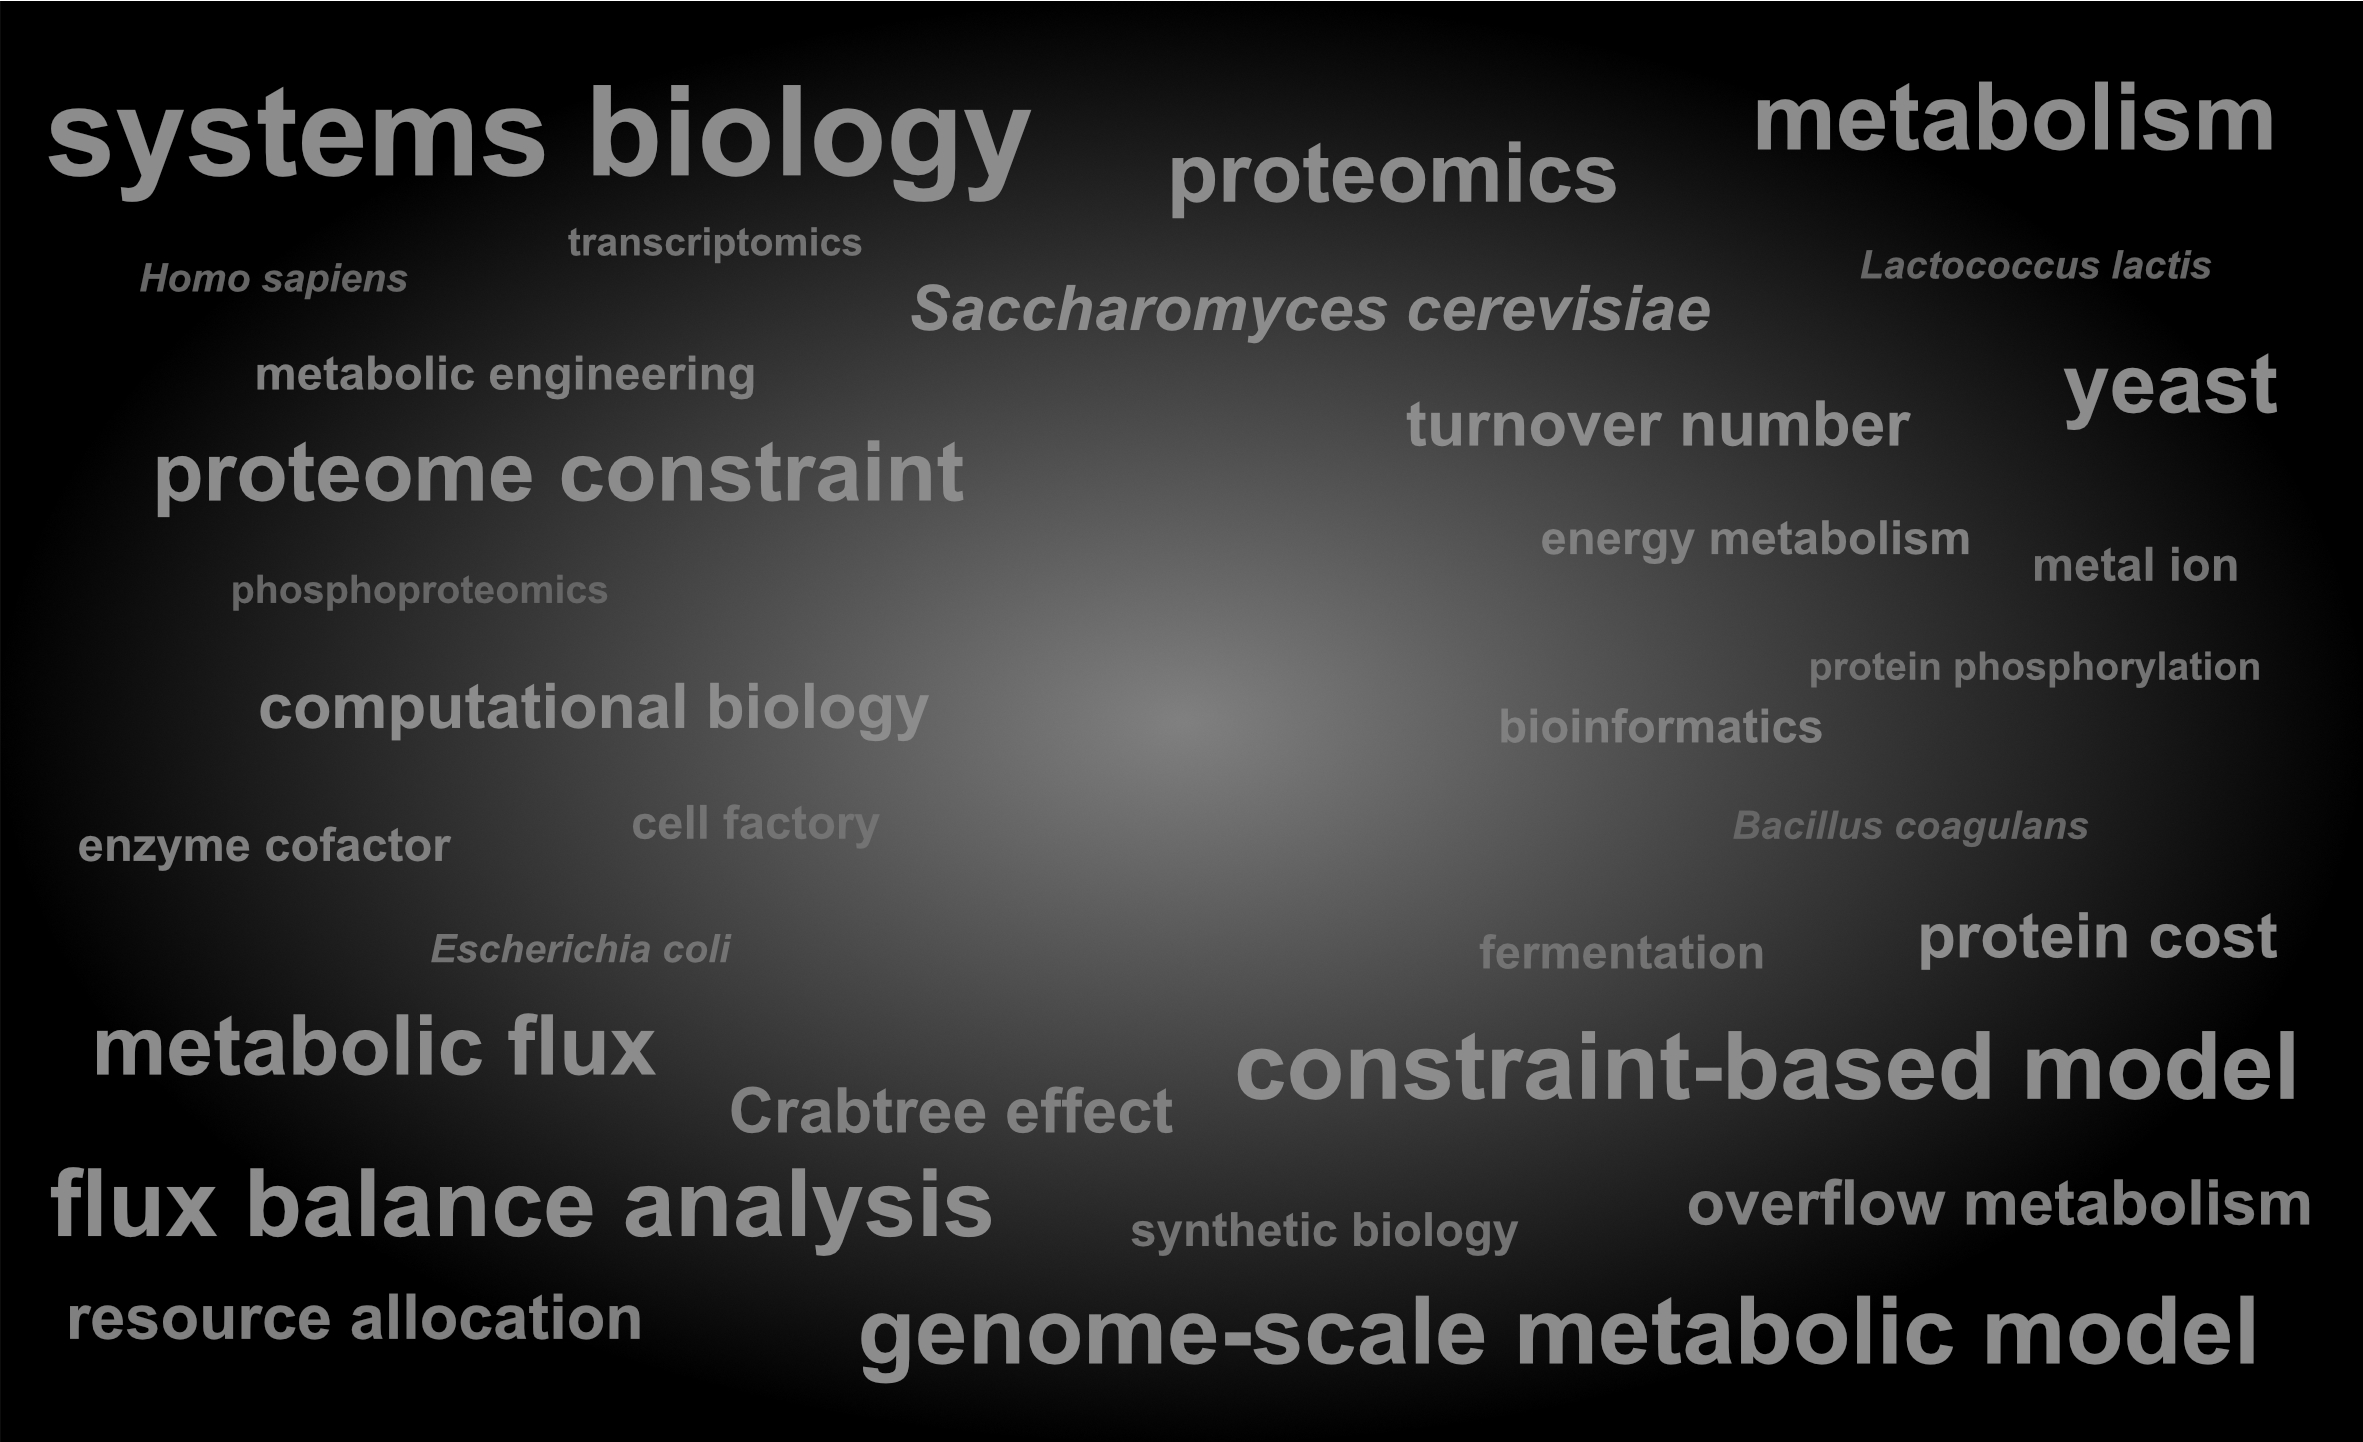 systems biology
metabolism
proteomics
transcriptomics
Homo sapiens
Lactococcus lactis
Saccharomyces cerevisiae
metabolic engineering
yeast
turnover number
proteome constraint
energy metabolism
metal ion
phosphoproteomics
protein phosphorylation
computational biology
bioinformatics
cell factory
enzyme cofactor
Bacillus coagulans
Escherichia coli
fermentation
protein cost
metabolic flux
constraint-based model
Crabtree effect
flux balance analysis
overflow metabolism
synthetic biology
resource allocation
genome-scale metabolic model